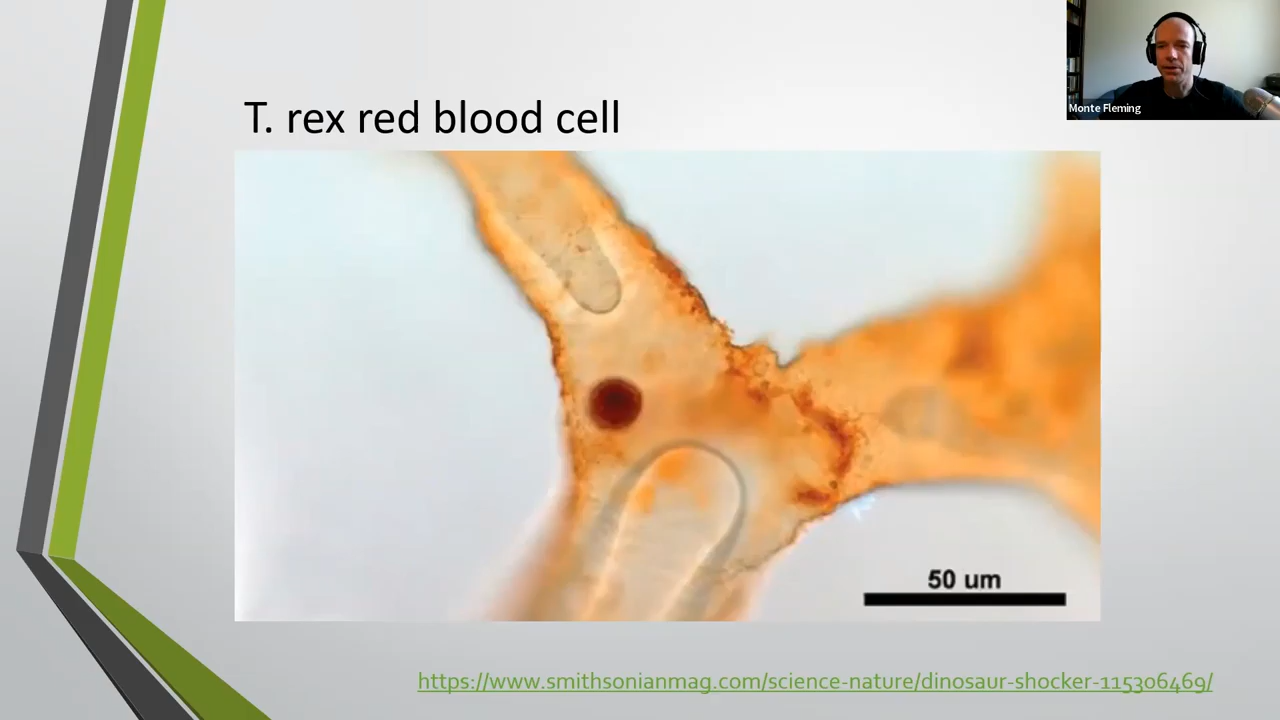 Monte Fleming
T. rex red blood cell
50 um
https://www.smithsonianmag.com/science-nature/dinosaur-shocker-115306469/